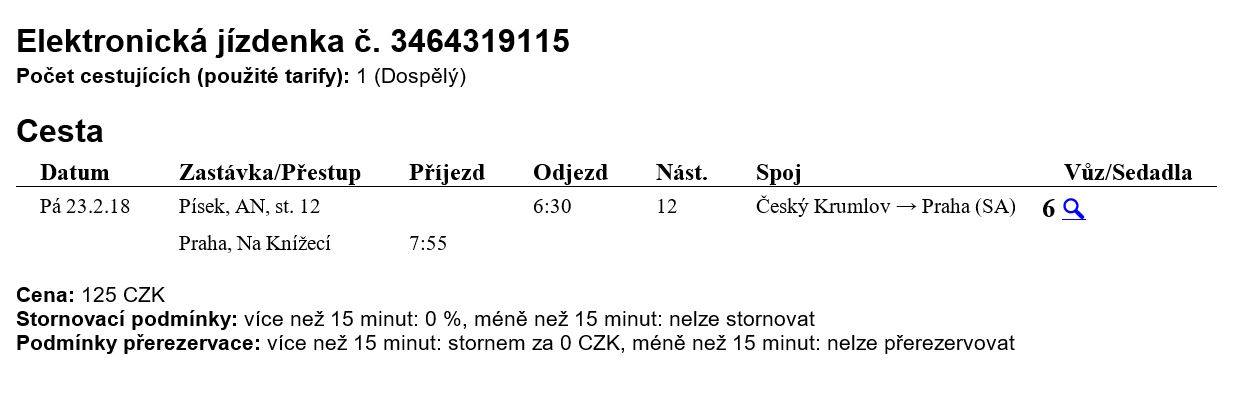 Elektronická jízdenka č. 3464319115
Počet cestujících (použité tarify): 1 (Dospělý)
Cesta
Datum Zastávka/Přestup Příjezd Odjezd Nást. Spoj Vůz/Sedadla
Pá 23.2.18 Písek, AN, st. 12 6:30 12 Český Krumlov → Praha (SA) 6
Praha, Na Knížecí 7:55
Cena: 125 CZK
Stornovací podmínky: více než 15 minut: 0 %, méně než 15 minut: nelze stornovat
Podmínky přerezervace: více než 15 minut: stornem za 0 CZK, méně než 15 minut: nelze přerezervovat